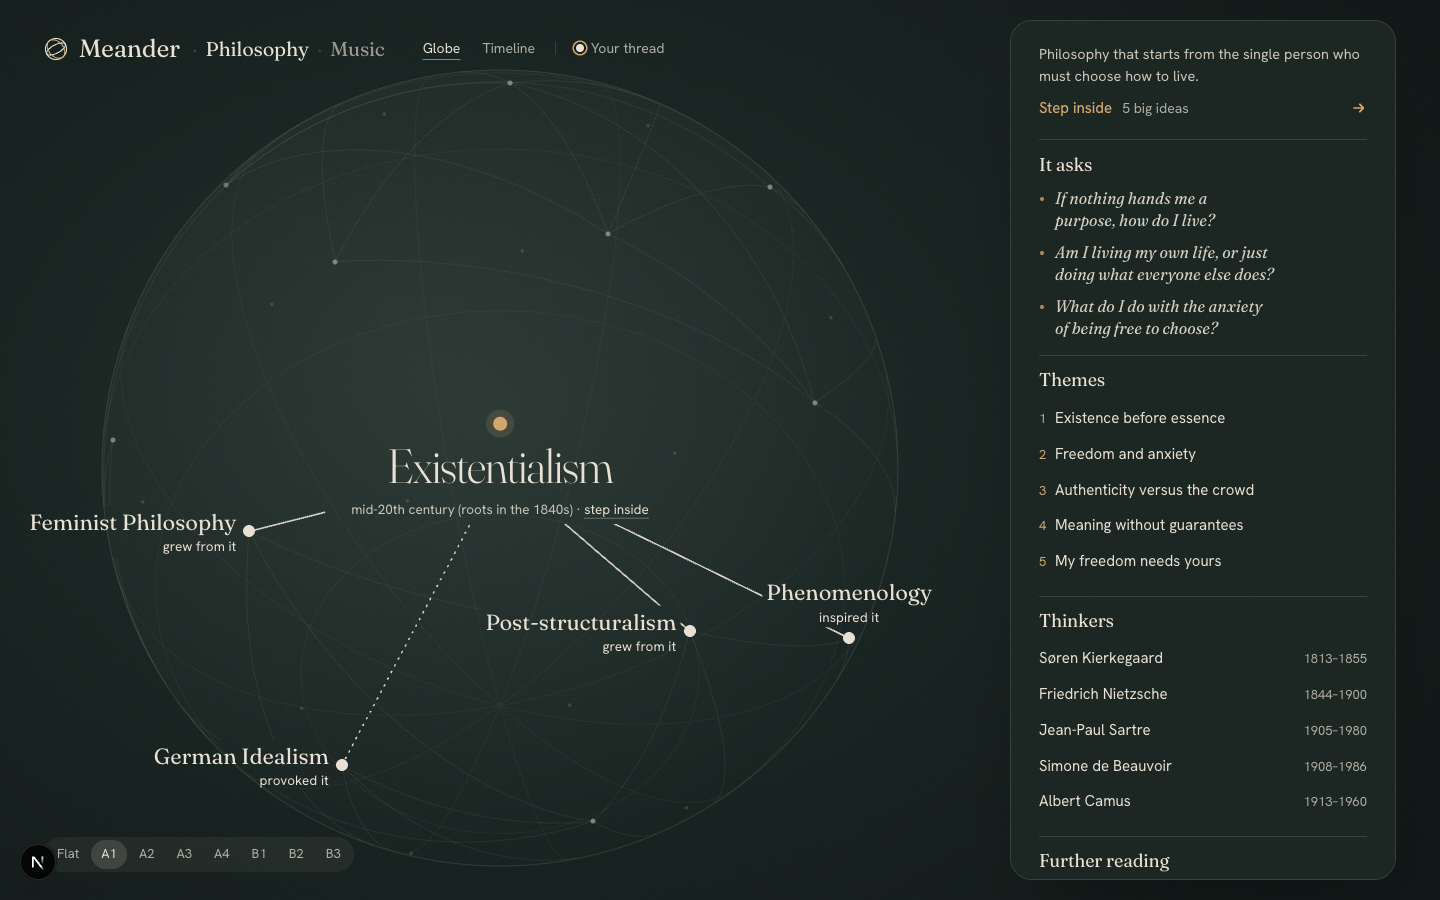 Meander · Philosophy · Music
Globe Timeline Your thread
Existentialism
mid-20th century (roots in the 1840s) · step inside
Feminist Philosophy
grew from it
Phenomenology
inspired it
Post-structuralism
grew from it
German Idealism
provoked it
N
Flat A1 A2 A3 A4 B1 B2 B3
Philosophy that starts from the single person who
must choose how to live.
Step inside 5 big ideas →
It asks
• If nothing hands me a
purpose, how do I live?
• Am I living my own life, or just
doing what everyone else does?
• What do I do with the anxiety
of being free to choose?
Themes
1 Existence before essence
2 Freedom and anxiety
3 Authenticity versus the crowd
4 Meaning without guarantees
5 My freedom needs yours
Thinkers
Søren Kierkegaard 1813–1855
Friedrich Nietzsche 1844–1900
Jean-Paul Sartre 1905–1980
Simone de Beauvoir 1908–1986
Albert Camus 1913–1960
Further reading